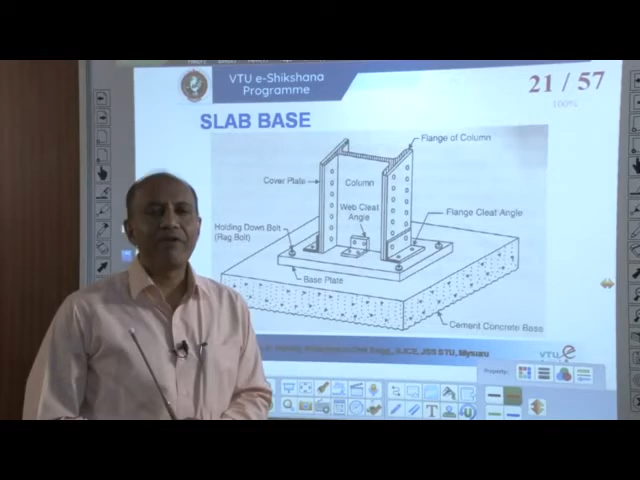 VTU e-Shikshana
Programme
21 / 57
100%
SLAB BASE
Flange of Column
Cover Plate
Column
Web Cleat
Angle
Flange Cleat Angle
Holding Down Bolt
(Rag Bolt)
Base Plate
Cement Concrete Base
SJCE, JSS STU, Mysuru
VTU e
Property: